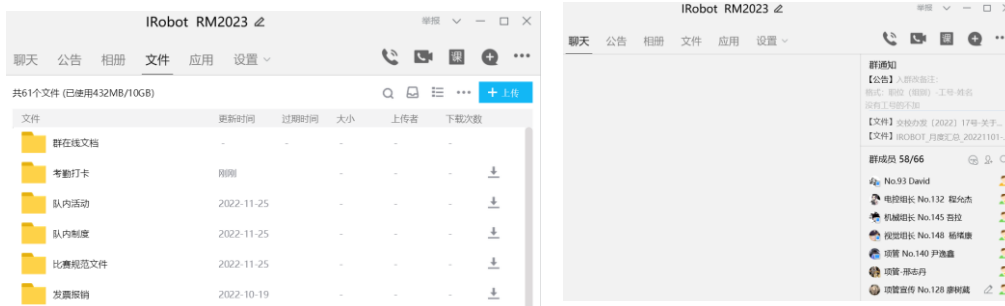 IRobot RM2023
举报
聊天 公告 相册 文件 应用 设置
共61个文件 (已使用432MB/10GB)
上传
文件 更新时间 过期时间 大小 上传者 下载次数
群在线文档 - - - - -
考勤打卡 刚刚 - - -
队内活动 2022-11-25 - - -
队内制度 2022-11-25 - - -
比赛规范文件 2022-11-25 - - -
发票报销 2022-10-19 - - -
IRobot RM2023
举报
聊天 公告 相册 文件 应用 设置
课
群通知
【公告】入群改备注:
格式: 职位 (组别) -工号-姓名
没有工号的不加
【文件】交校办发〔2022〕17号-关于...
【文件】IROBOT_月度汇总_20221101-...
群成员 58/66
No.93 David
电控组长 No.132 程允杰
机械组长 No.145 吾拉
视觉组长 No.148 杨绪康
项管 No.140 尹逸鑫
项管-邢志丹
项管宣传 No.128 廖树葳